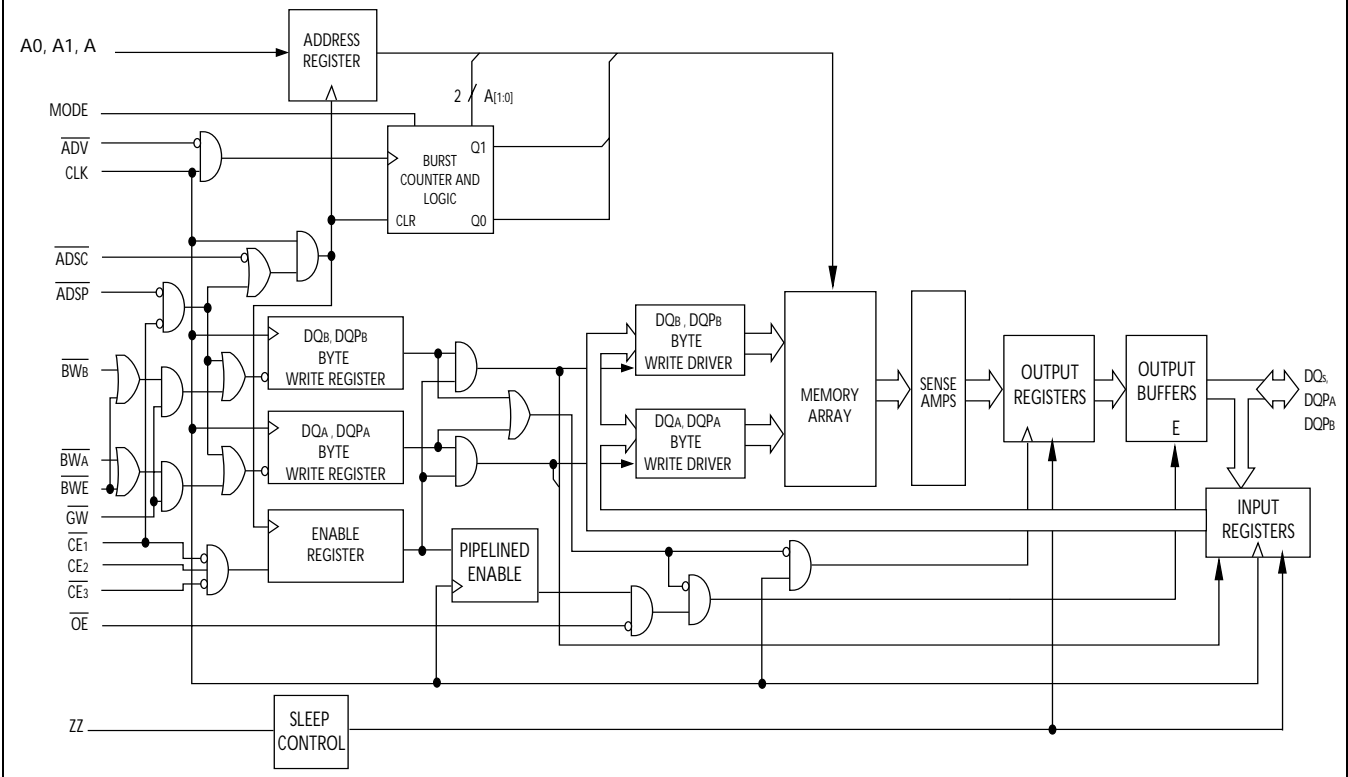 A0, A1, A
ADDRESS
REGISTER
MODE
2
A[1:0]
ADV
CLK
BURST
COUNTER AND
LOGIC
Q1
CLR
Q0
ADSC
ADSP
DQB, DQPB
BYTE
WRITE REGISTER
DQB, DQPB
BYTE
WRITE DRIVER
MEMORY
ARRAY
SENSE
AMPS
OUTPUT
REGISTERS
OUTPUT
BUFFERS
E
DQs,
DQPA
DQPB
BWB
DQA, DQPA
BYTE
WRITE REGISTER
DQA, DQPA
BYTE
WRITE DRIVER
BWA
BWE
GW
CE1
CE2
CE3
ENABLE
REGISTER
PIPELINED
ENABLE
INPUT
REGISTERS
OE
ZZ
SLEEP
CONTROL